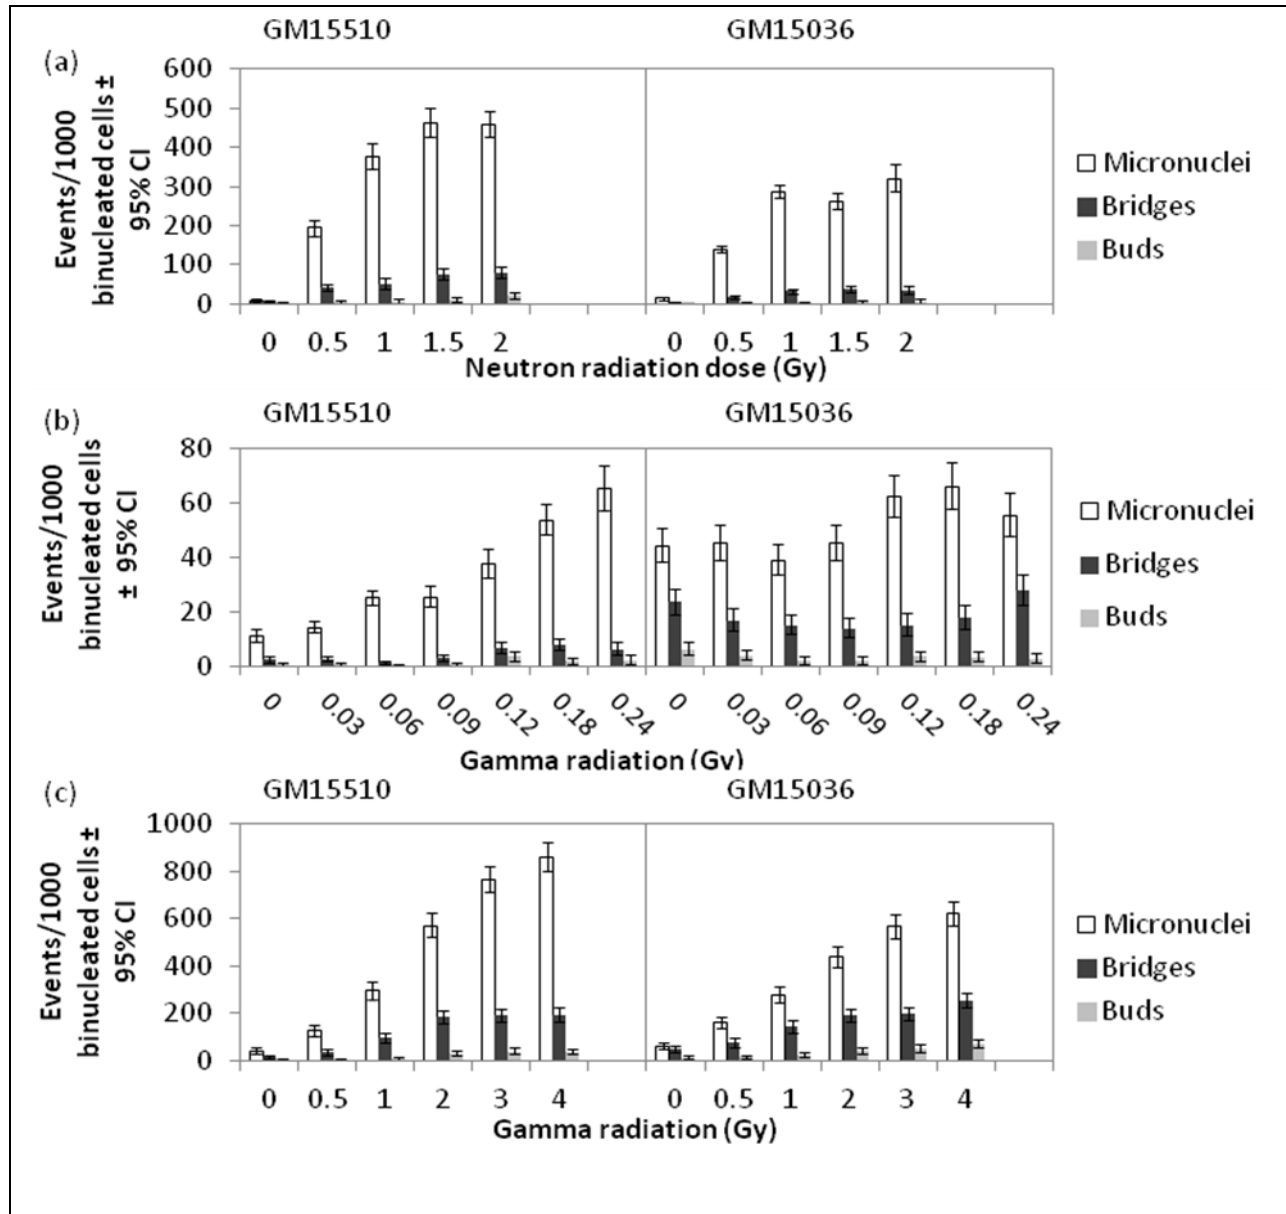 GM15510 GM15036
(a)
Events/1000
binucleated cells ±
95% CI
600
500
400
300
200
100
0
0 0.5 1 1.5 2 0 0.5 1 1.5 2
Neutron radiation dose (Gy)
Micronuclei
Bridges
Buds
GM15510 GM15036
(b)
Events/1000
binucleated cells
± 95% CI
80
60
40
20
0
0 0.03 0.06 0.09 0.12 0.18 0.24 0 0.03 0.06 0.09 0.12 0.18 0.24
Gamma radiation (Gy)
Micronuclei
Bridges
Buds
GM15510 GM15036
(c)
Events/1000
binucleated cells ±
95% CI
1000
800
600
400
200
0
0 0.5 1 2 3 4 0 0.5 1 2 3 4
Gamma radiation (Gy)
Micronuclei
Bridges
Buds